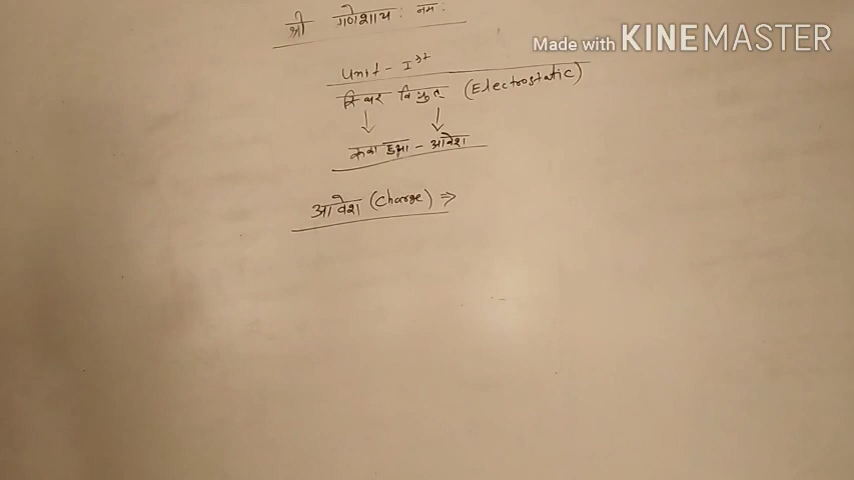 श्री गणेशाय: नम:
Made with KINEMASTER
Unit - Ist
स्थिर विद्युत (Electrostatic)
रुका हुआ - आवेश
आवेश (Charge) ⇒